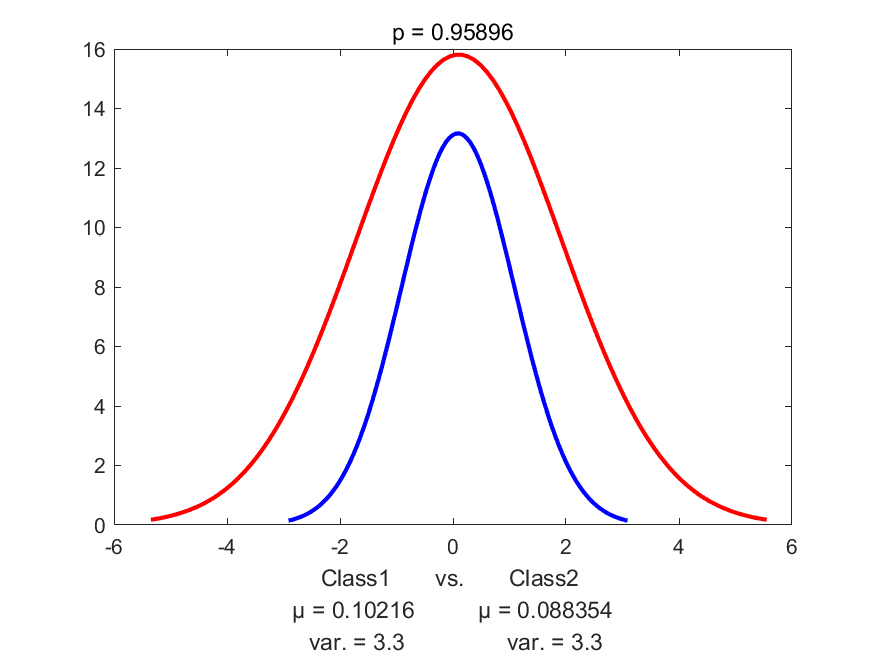 p = 0.95896
16
14
12
10
8
6
4
2
0
-6 -4 -2 0 2 4 6
Class1 vs. Class2
μ = 0.10216 μ = 0.088354
var. = 3.3 var. = 3.3